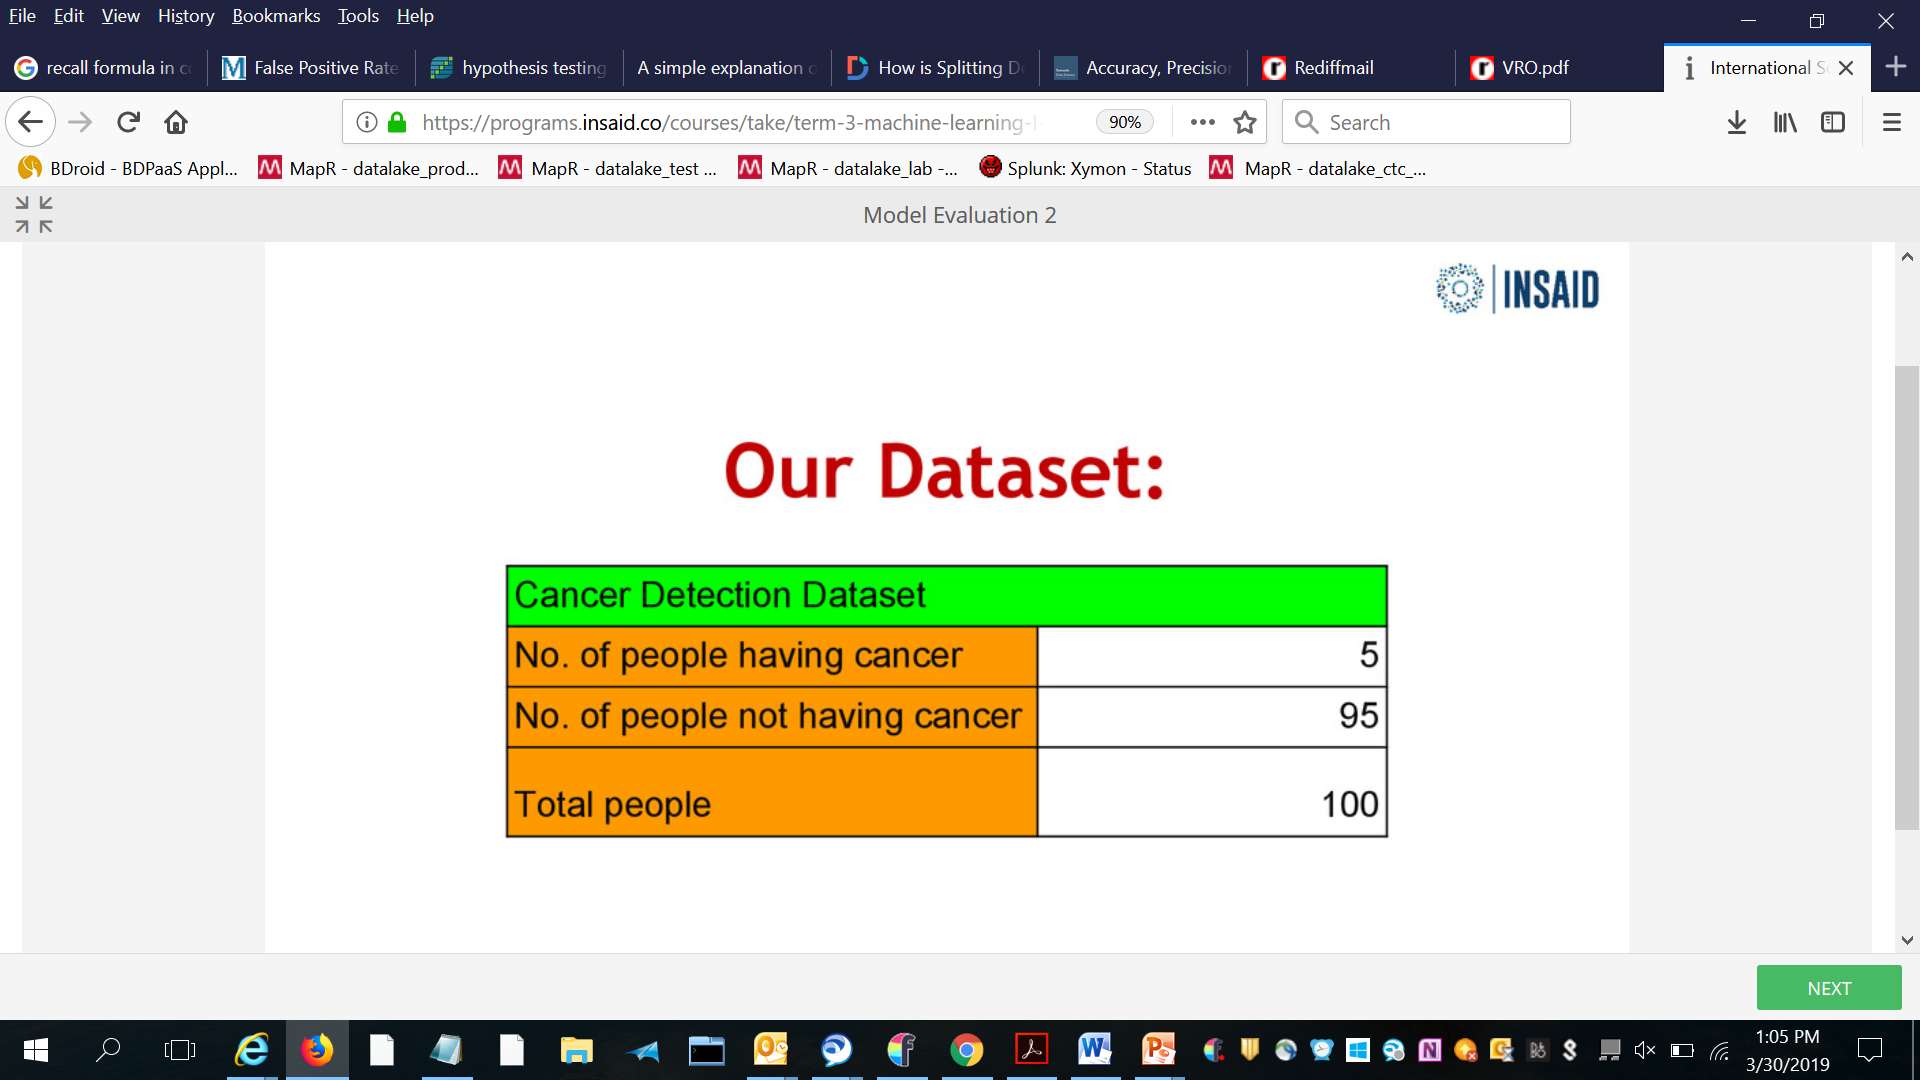 File Edit View History Bookmarks Tools Help
recall formula in c
False Positive Rate
hypothesis testing
A simple explanation
How is Splitting D
Accuracy, Precisio
Rediffmail
VRO.pdf
International S
https://programs.insaid.co/courses/take/term-3-machine-learning-l
90%
Search
BDroid - BDPaaS Appl...
MapR - datalake_prod...
MapR - datalake_test ...
MapR - datalake_lab -...
Splunk: Xymon - Status
MapR - datalake_ctc_...
Model Evaluation 2
INSAID
Our Dataset:
Cancer Detection Dataset
No. of people having cancer 5
No. of people not having cancer 95
Total people 100
NEXT
1:05 PM
3/30/2019